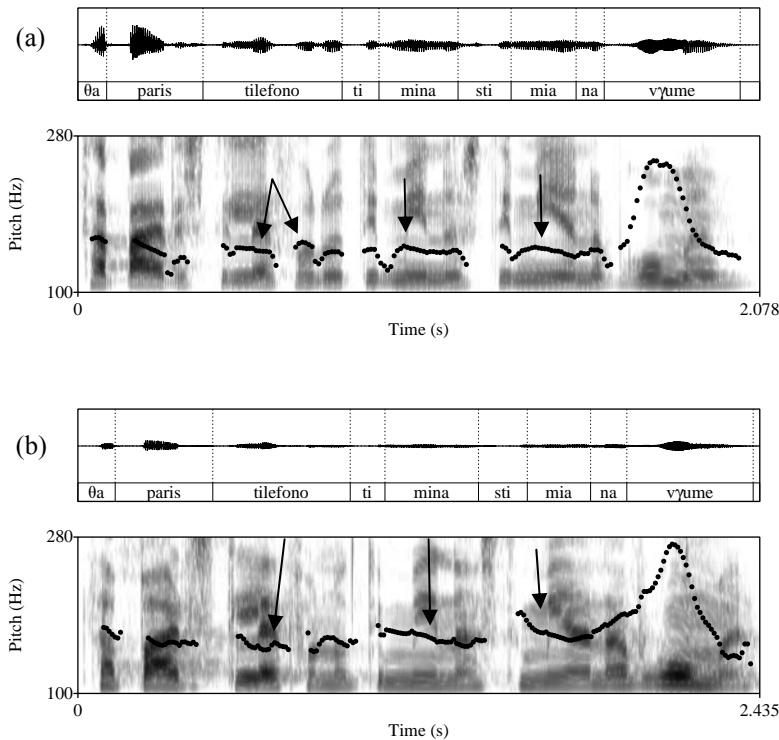 (a)
θa paris tilefono ti mina sti mia na vγume
280
Pitch (Hz)
100
0 2.078
Time (s)
(b)
θa paris tilefono ti mina sti mia na vγume
280
Pitch (Hz)
100
0 2.435
Time (s)